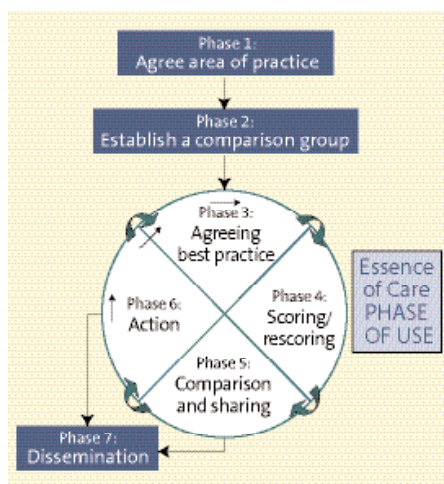 Phase 1:
Agree area of practice
Phase 2:
Establish a comparison group
Phase 3:
Agreeing
best practice
Phase 6:
Action
Phase 4:
Scoring/
rescoring
Essence
of Care
PHASE
OF USE
Phase 5:
Comparison
and sharing
Phase 7:
Dissemination